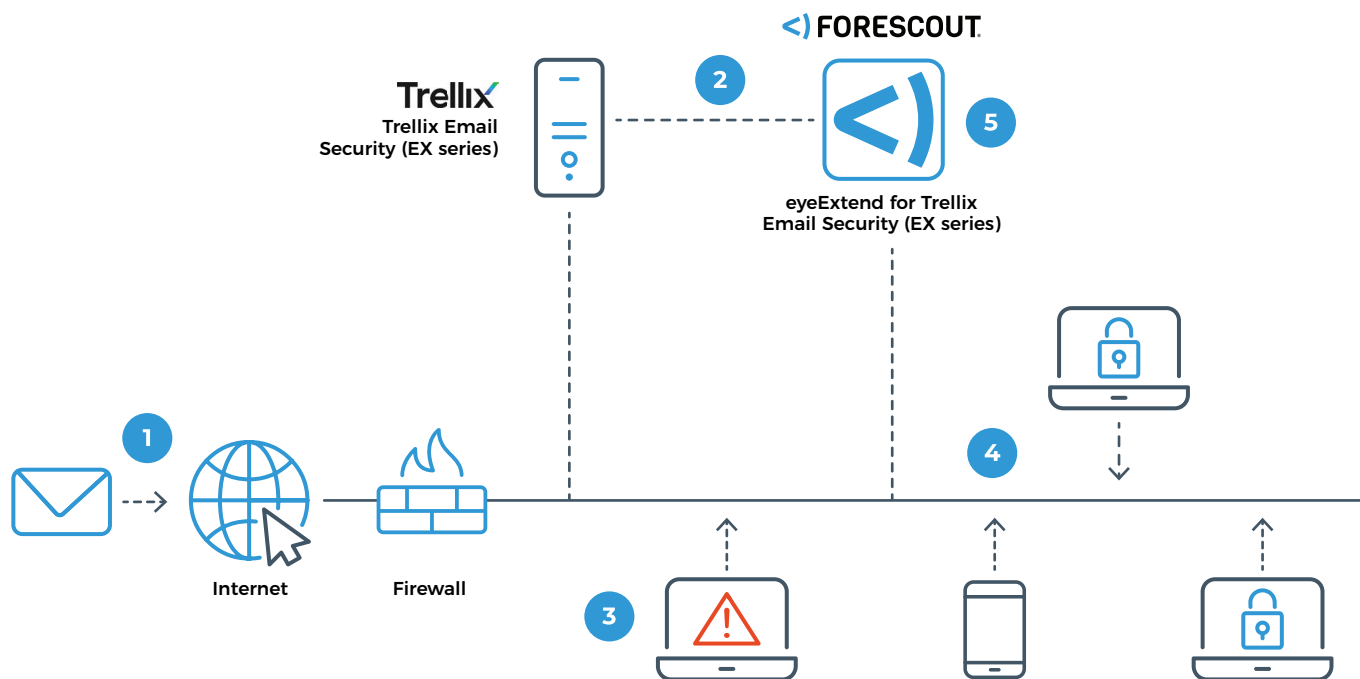 FORESCOUT.
2
Trellix
Trellix Email
Security (EX series)
5
eyeExtend for Trellix
Email Security (EX series)
1
4
Internet
Firewall
3